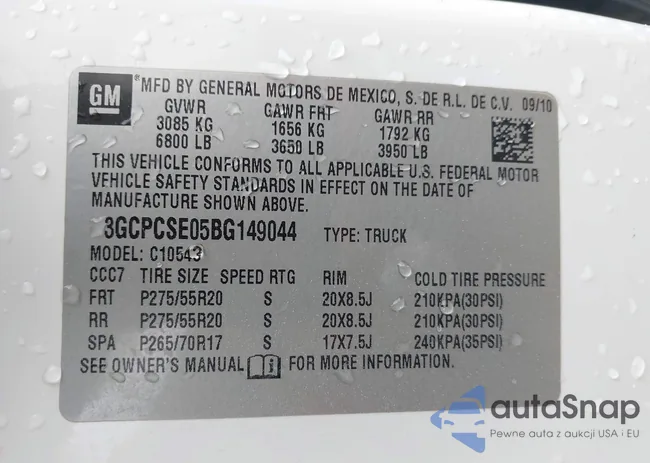 GM
*MFD BY GENERAL MOTORS DE MEXICO, S. DE R.L. DE C.V. 09/10
GVWR GAWR FRT GAWR RR
3085 KG 1656 KG 1792 KG
6800 LB 3650 LB 3950 LB
THIS VEHICLE CONFORMS TO ALL APPLICABLE U.S. FEDERAL MOTOR
VEHICLE SAFETY STANDARDS IN EFFECT ON THE DATE OF
MANUFACTURE SHOWN ABOVE.
3GCPCSE05BG149044 TYPE: TRUCK
MODEL: C10543
CCC7 TIRE SIZE SPEED RTG RIM COLD TIRE PRESSURE
FRT P275/55R20 S 20X8.5J 210KPA(30PSI)
RR P275/55R20 S 20X8.5J 210KPA(30PSI)
SPA P265/70R17 S 17X7.5J 240KPA(35PSI)
SEE OWNER'S MANUAL FOR MORE INFORMATION.
autaSnap
Pewne auta z aukcji USA i EU